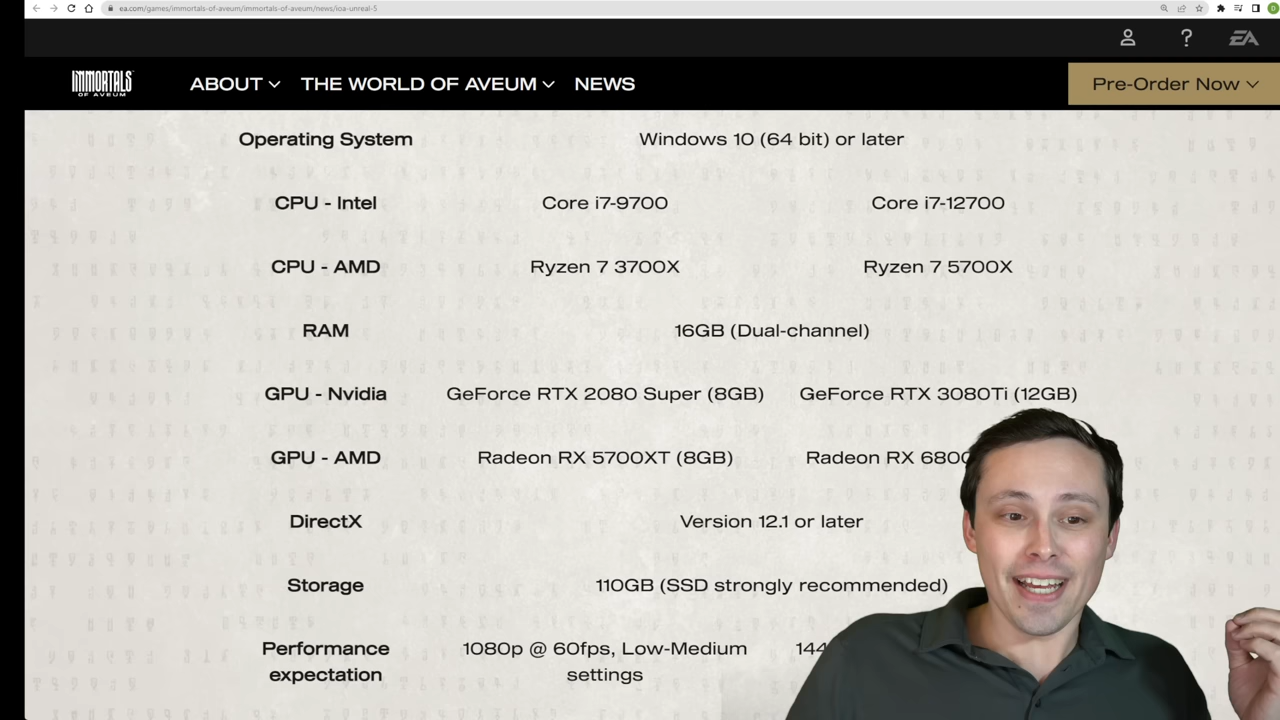 ea.com/games/immortals-of-aveum/immortals-of-aveum/news/ioa-unreal-5
EA
IMMORTALS
OF AVEUM
ABOUT THE WORLD OF AVEUM NEWS
Pre-Order Now
Operating System Windows 10 (64 bit) or later
CPU - Intel Core i7-9700 Core i7-12700
CPU - AMD Ryzen 7 3700X Ryzen 7 5700X
RAM 16GB (Dual-channel)
GPU - Nvidia GeForce RTX 2080 Super (8GB) GeForce RTX 3080Ti (12GB)
GPU - AMD Radeon RX 5700XT (8GB) Radeon RX 6800
DirectX Version 12.1 or later
Storage 110GB (SSD strongly recommended)
Performance 1080p @ 60fps, Low-Medium 144
expectation settings